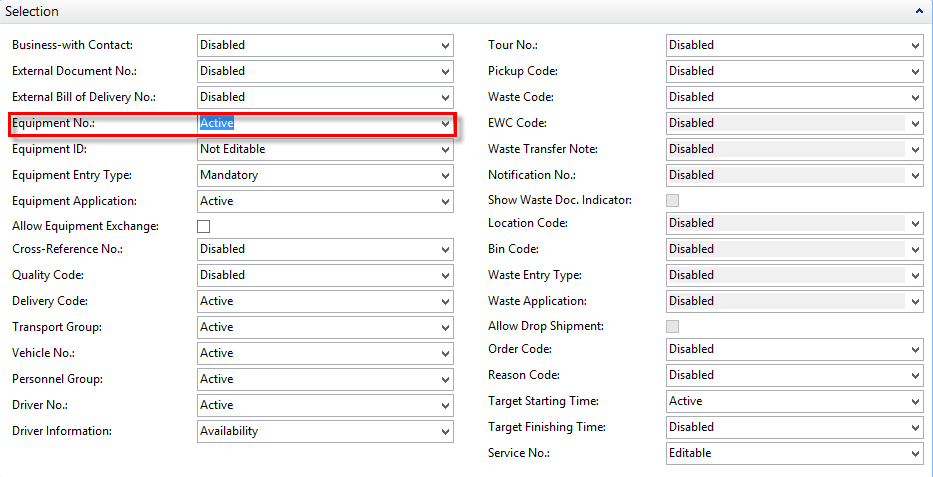 Selection
Business-with Contact: Disabled
External Document No.: Disabled
External Bill of Delivery No.: Disabled
Equipment No.: Active
Equipment ID: Not Editable
Equipment Entry Type: Mandatory
Equipment Application: Active
Allow Equipment Exchange:
Cross-Reference No.: Disabled
Quality Code: Disabled
Delivery Code: Active
Transport Group: Active
Vehicle No.: Active
Personnel Group: Active
Driver No.: Active
Driver Information: Availability
Tour No.: Disabled
Pickup Code: Disabled
Waste Code: Disabled
EWC Code: Disabled
Waste Transfer Note: Disabled
Notification No.: Disabled
Show Waste Doc. Indicator:
Location Code: Disabled
Bin Code: Disabled
Waste Entry Type: Disabled
Waste Application: Disabled
Allow Drop Shipment:
Order Code: Disabled
Reason Code: Disabled
Target Starting Time: Active
Target Finishing Time: Disabled
Service No.: Editable